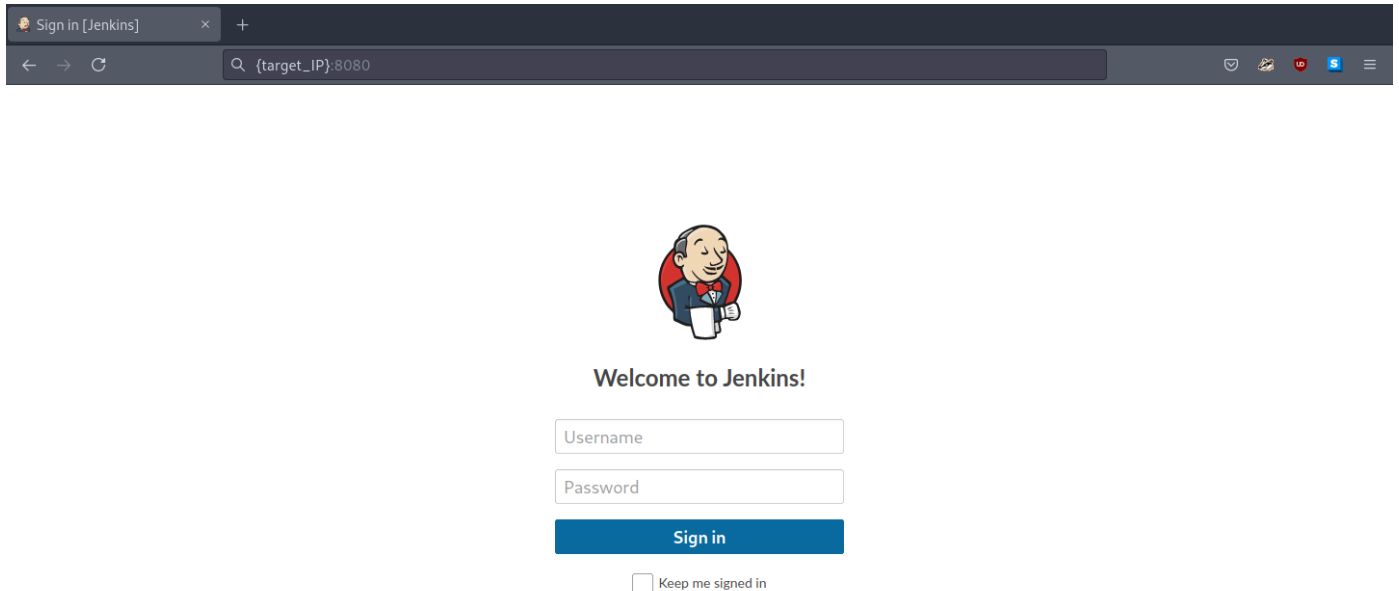 Sign in [Jenkins]
{target_IP}:8080
Welcome to Jenkins!
Username
Password
Sign in
Keep me signed in